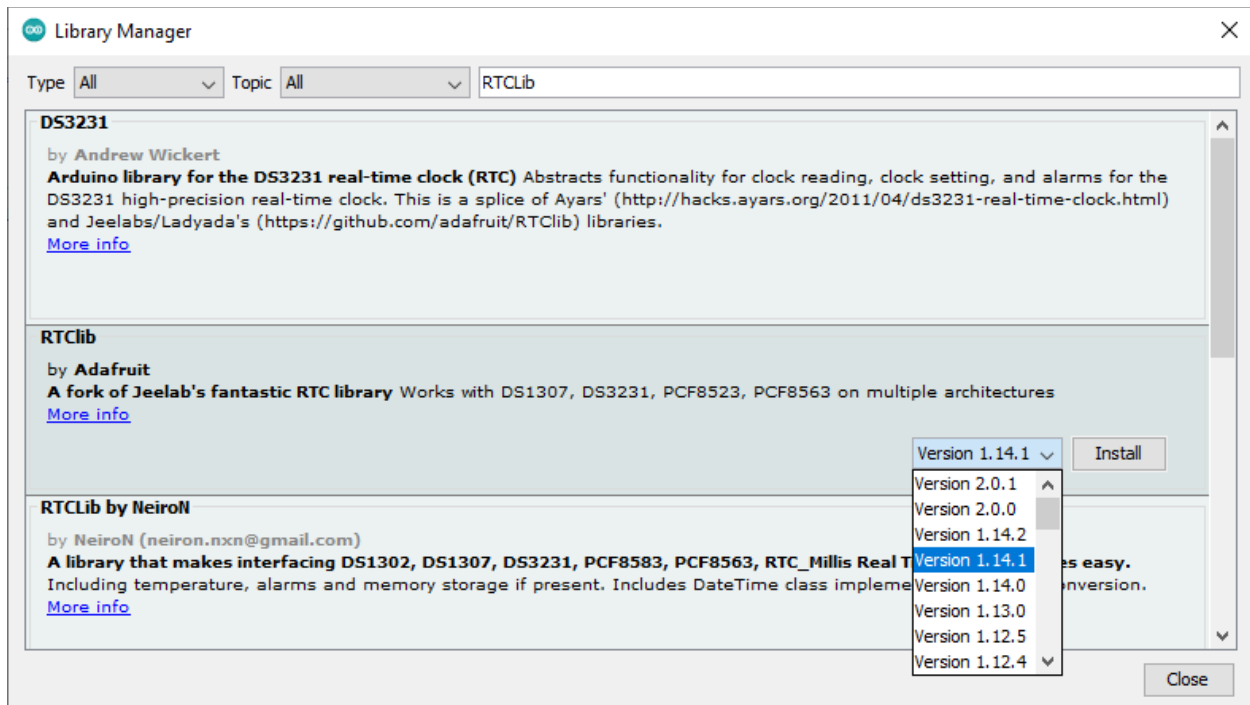 Library Manager
Type All Topic All RTCLib
DS3231
by Andrew Wickert
Arduino library for the DS3231 real-time clock (RTC) Abstracts functionality for clock reading, clock setting, and alarms for the
DS3231 high-precision real-time clock. This is a splice of Ayars' (http://hacks.ayars.org/2011/04/ds3231-real-time-clock.html)
and Jeelabs/Ladyada's (https://github.com/adafruit/RTClib) libraries.
More info
RTClib
by Adafruit
A fork of Jeelab's fantastic RTC library Works with DS1307, DS3231, PCF8523, PCF8563 on multiple architectures
More info
Version 1.14.1 Install
Version 2.0.1
Version 2.0.0
Version 1.14.2
Version 1.14.1
Version 1.14.0
Version 1.13.0
Version 1.12.5
Version 1.12.4
RTCLib by NeiroN
by NeiroN (neiron.nxn@gmail.com)
A library that makes interfacing DS1302, DS1307, DS3231, PCF8583, PCF8563, RTC_Millis Real es easy.
Including temperature, alarms and memory storage if present. Includes DateTime class
More info
Close